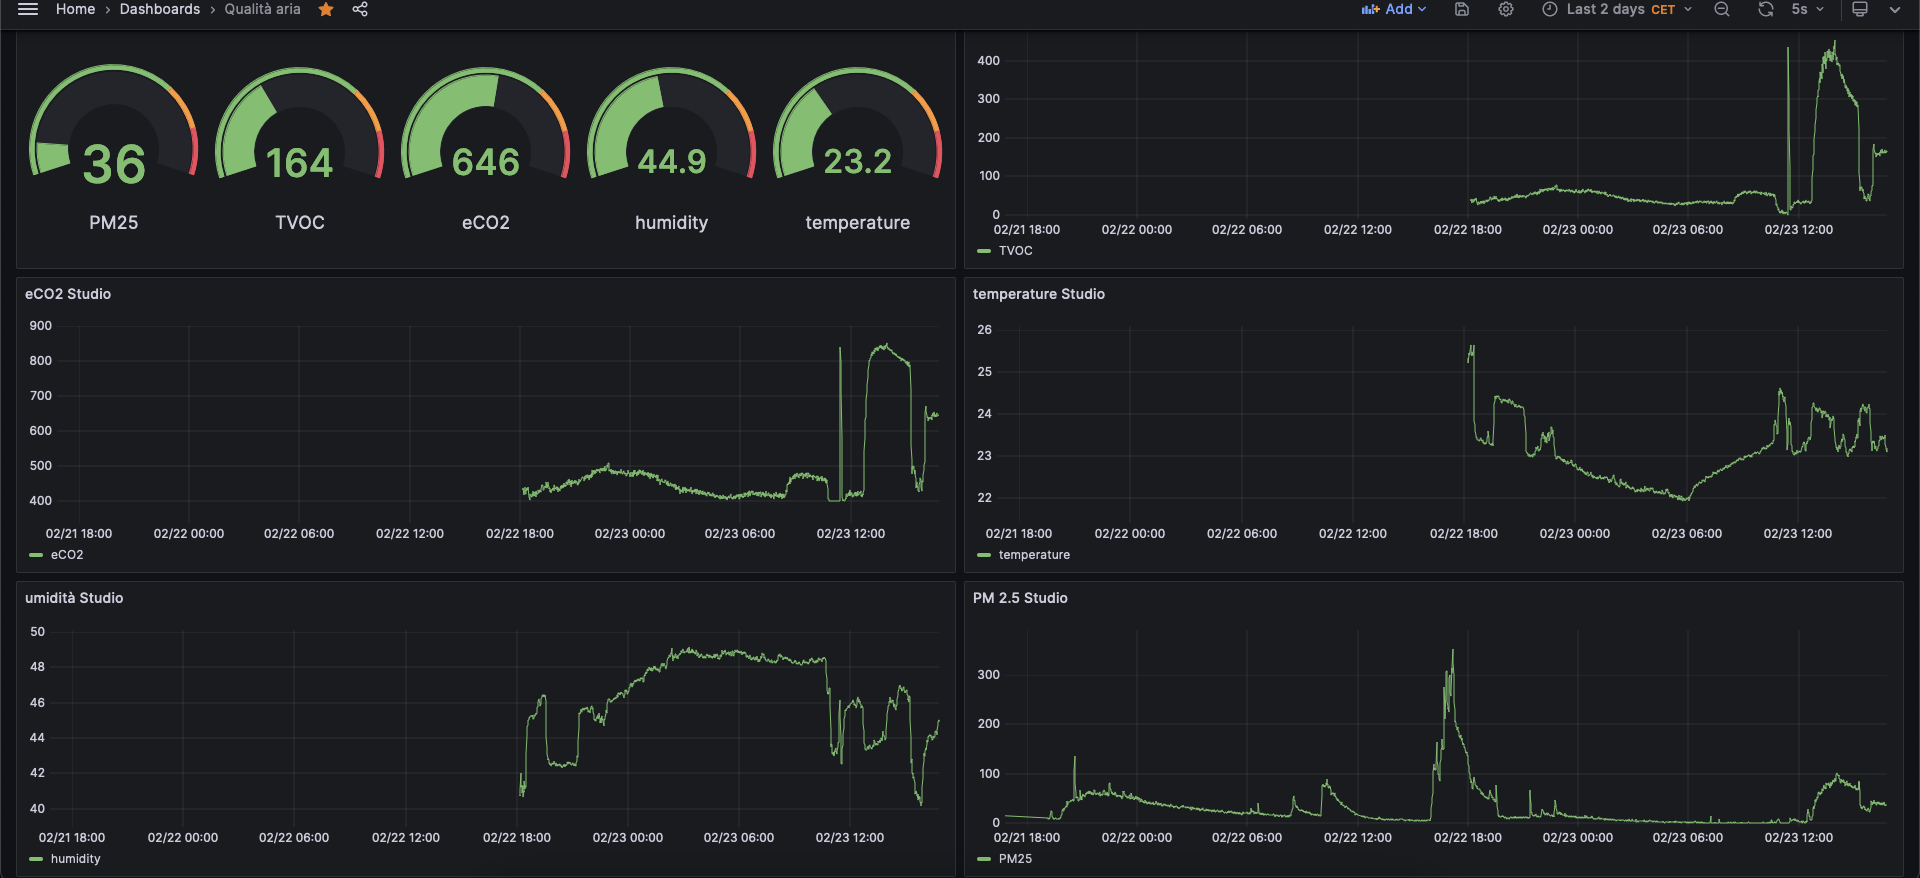 Home › Dashboards › Qualità aria Add Last 2 days CET 5s
36 164 646 44.9 23.2
PM25 TVOC eCO2 humidity temperature
400
300
200
100
0
02/21 18:00 02/22 00:00 02/22 06:00 02/22 12:00 02/22 18:00 02/23 00:00 02/23 06:00 02/23 12:00
TVOC
eCO2 Studio
900
800
700
600
500
400
02/21 18:00 02/22 00:00 02/22 06:00 02/22 12:00 02/22 18:00 02/23 00:00 02/23 06:00 02/23 12:00
eCO2
temperature Studio
26
25
24
23
22
02/21 18:00 02/22 00:00 02/22 06:00 02/22 12:00 02/22 18:00 02/23 00:00 02/23 06:00 02/23 12:00
temperature
umidità Studio
50
48
46
44
42
40
02/21 18:00 02/22 00:00 02/22 06:00 02/22 12:00 02/22 18:00 02/23 00:00 02/23 06:00 02/23 12:00
humidity
PM 2.5 Studio
300
200
100
0
02/21 18:00 02/22 00:00 02/22 06:00 02/22 12:00 02/22 18:00 02/23 00:00 02/23 06:00 02/23 12:00
PM25